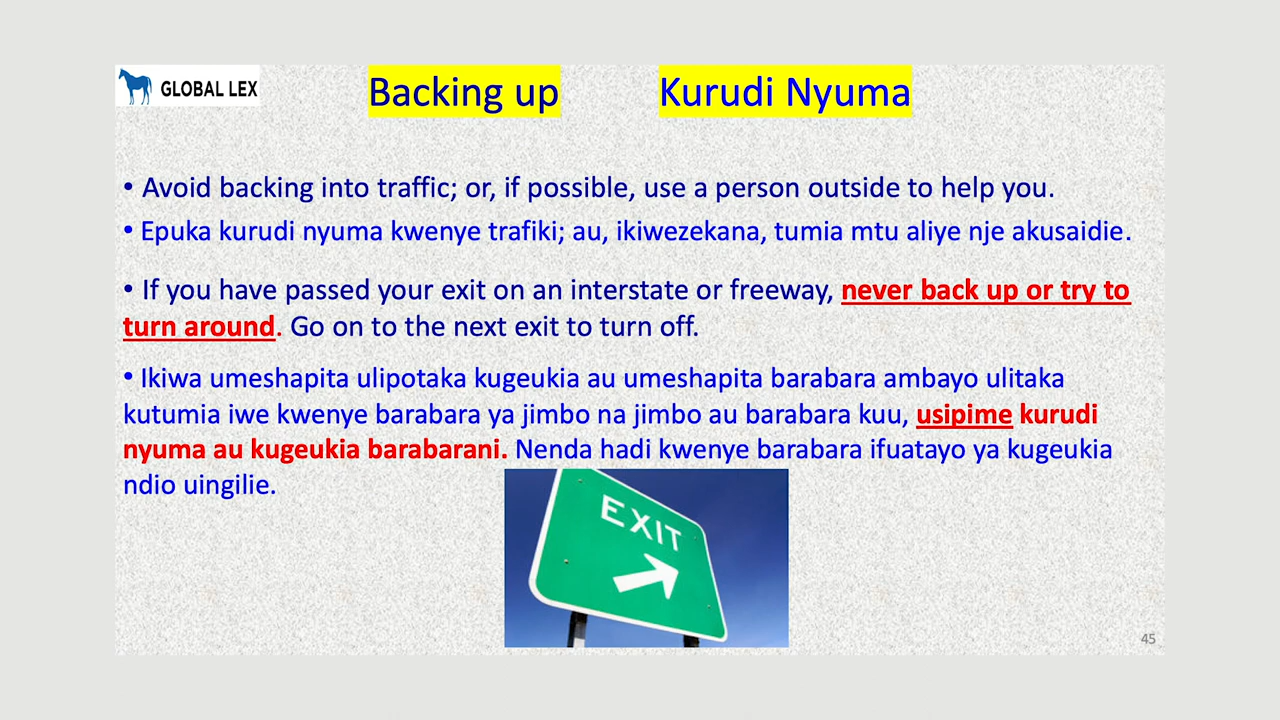 GLOBAL LEX
Backing up Kurudi Nyuma
• Avoid backing into traffic; or, if possible, use a person outside to help you.
• Epuka kurudi nyuma kwenye trafiki; au, ikiwezekana, tumia mtu aliye nje akusaidie.
• If you have passed your exit on an interstate or freeway, never back up or try to
turn around. Go on to the next exit to turn off.
• Ikiwa umeshapita ulipotaka kugeukia au umeshapita barabara ambayo ulitaka
kutumia iwe kwenye barabara ya jimbo na jimbo au barabara kuu, usipime kurudi
nyuma au kugeukia barabarani. Nenda hadi kwenye barabara ifuatayo ya kugeukia
ndio uingilie.
EXIT
45